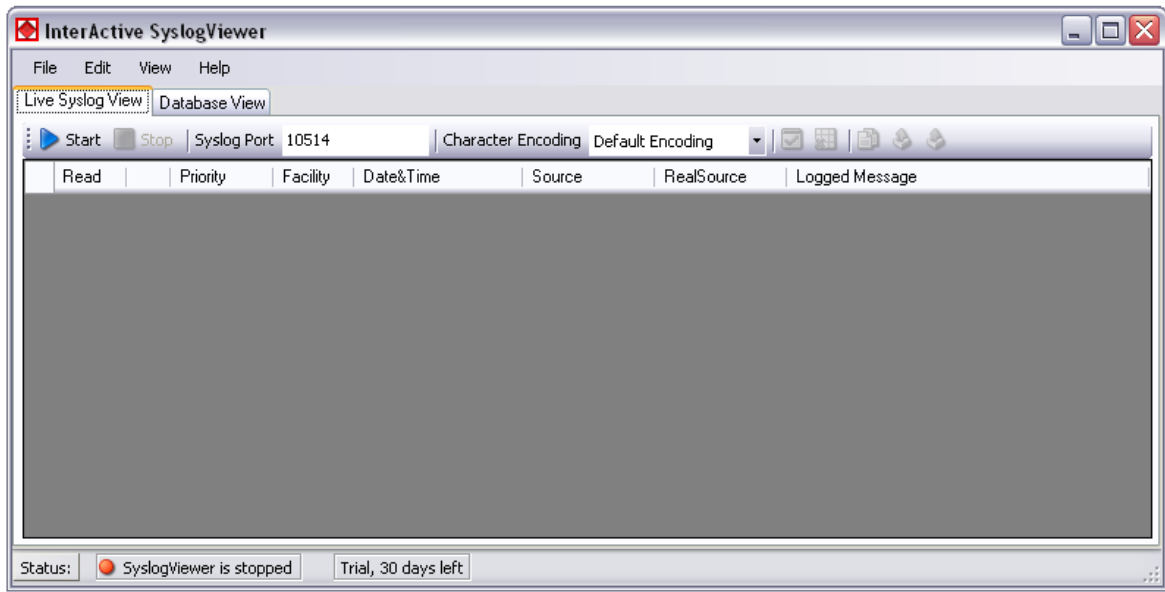 InterActive SyslogViewer
File Edit View Help
Live Syslog View Database View
Start Stop Syslog Port 10514 Character Encoding Default Encoding
Read Priority Facility Date&Time Source RealSource Logged Message
Status: SyslogViewer is stopped Trial, 30 days left